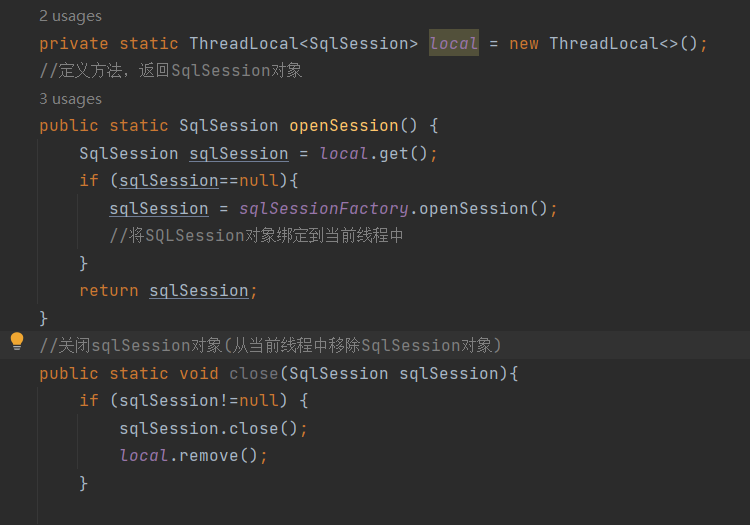 2 usages
private static ThreadLocal<SqlSession> local = new ThreadLocal<>();
//定义方法，返回SqlSession对象
3 usages
public static SqlSession openSession() {
SqlSession sqlSession = local.get();
if (sqlSession==null){
sqlSession = sqlSessionFactory.openSession();
//将SQLSession对象绑定到当前线程中
}
return sqlSession;
}
//关闭sqlSession对象(从当前线程中移除SqlSession对象)
public static void close(SqlSession sqlSession){
if (sqlSession!=null) {
sqlSession.close();
local.remove();
}